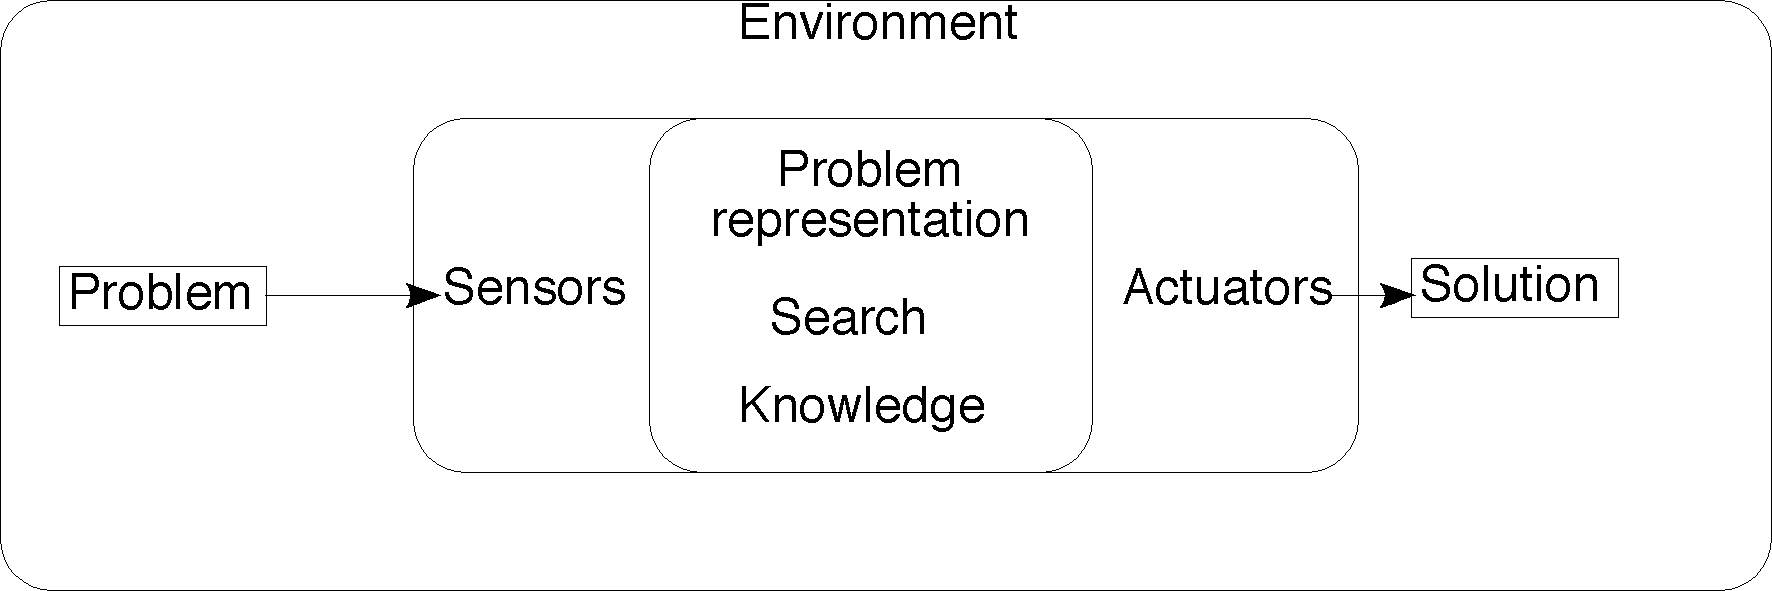 Environment
Problem
Sensors
Problem
representation
Search
Knowledge
Actuators
Solution